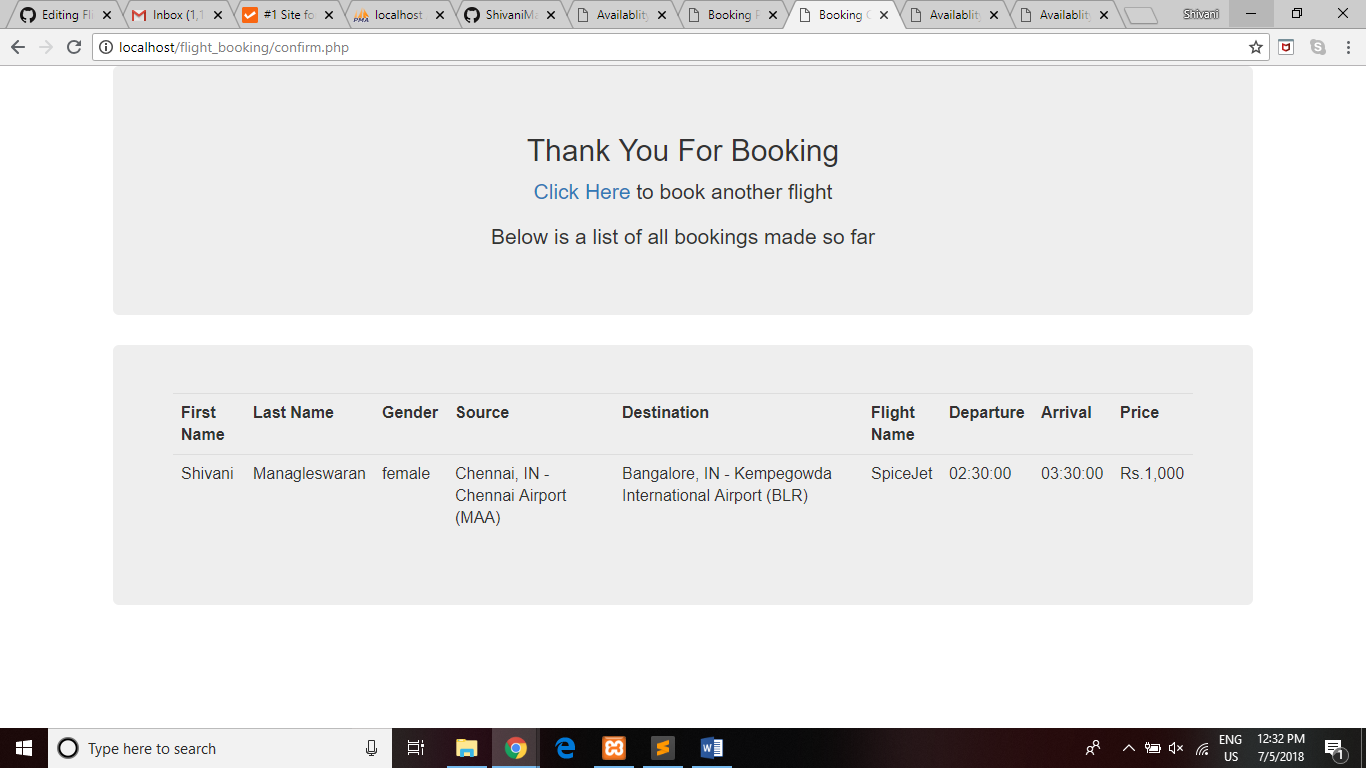 Editing Fli
Inbox (1,1
#1 Site fo
localhost
ShivaniMa
Availablity
Booking P
Booking C
Availablity
Availablity
Shivani
localhost/flight_booking/confirm.php
Thank You For Booking
Click Here to book another flight
Below is a list of all bookings made so far
First Name Last Name Gender Source Destination Flight Name Departure Arrival Price
Shivani Managleswaran female Chennai, IN - Bangalore, IN - Kempegowda SpiceJet 02:30:00 03:30:00 Rs.1,000
Chennai Airport International Airport (BLR)
(MAA)
Type here to search
ENG 12:32 PM
US 7/5/2018
1